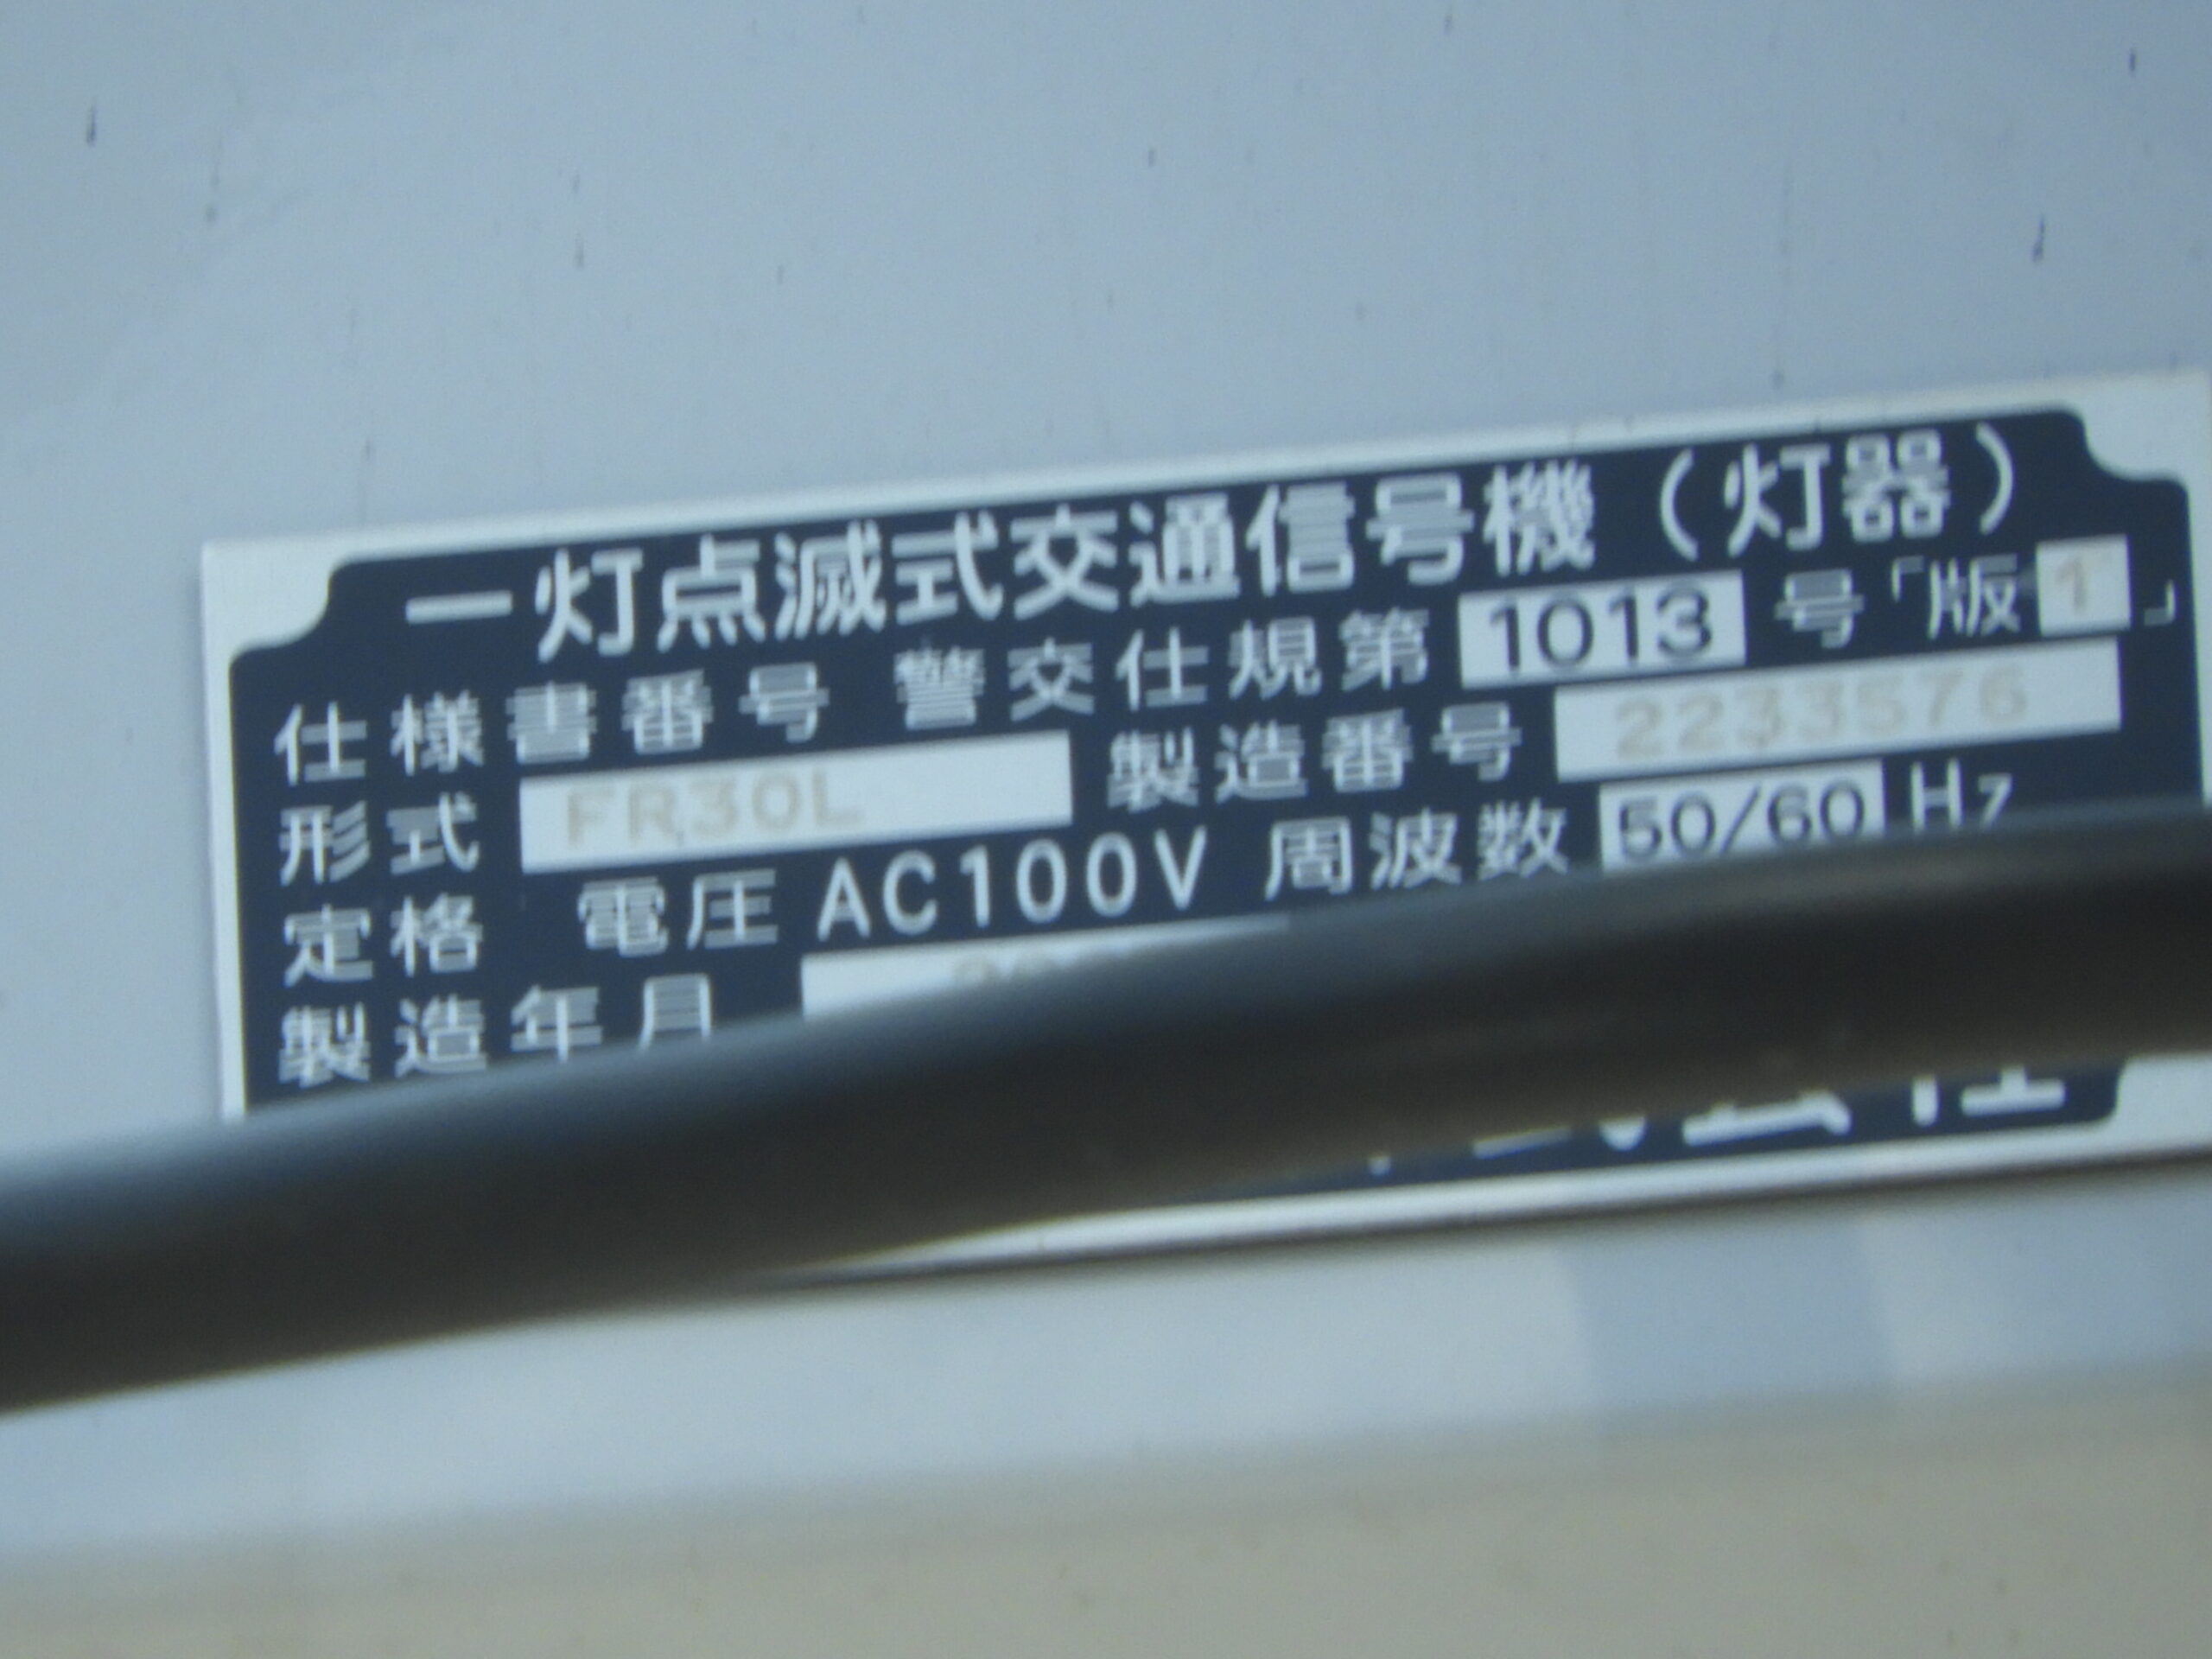 一灯点滅式交通信号機（灯器）
仕様書番号 警交仕規第 1013 号「版 1 」
形式 FR30L 製造番号 2233576
定格 電圧 AC100V 周波数 50/60 Hz
製造年月